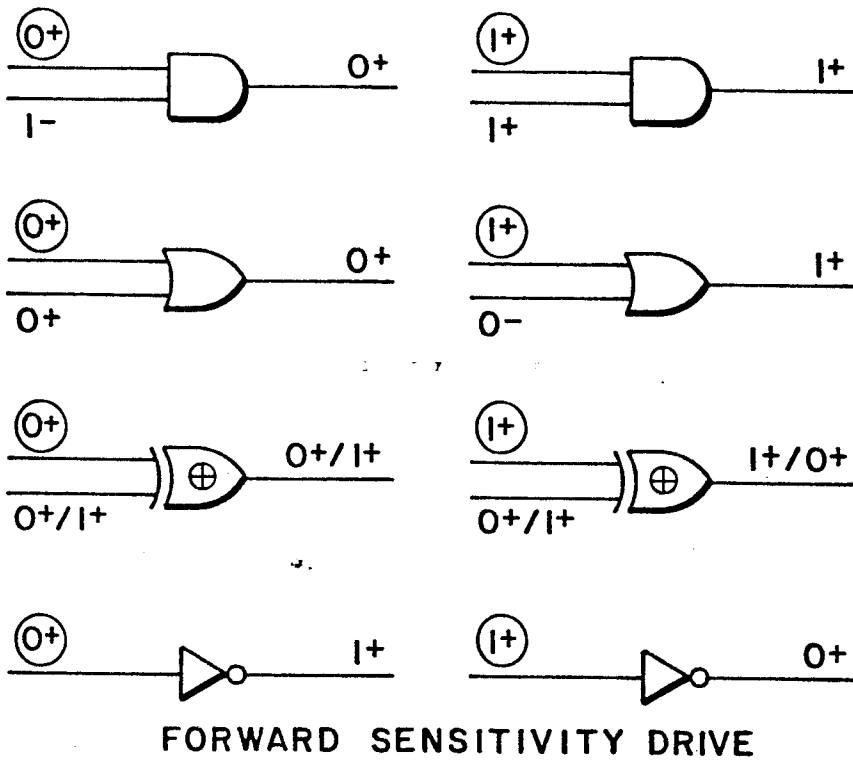 0+ 0+ 1+ 1+
1- 1+
0+ 0+ 1+ 1+
0+ 0-
0+ 0+/1+ 1+ 1+/0+
0+/1+ 0+/1+
0+ 1+ 1+ 0+
FORWARD SENSITIVITY DRIVE